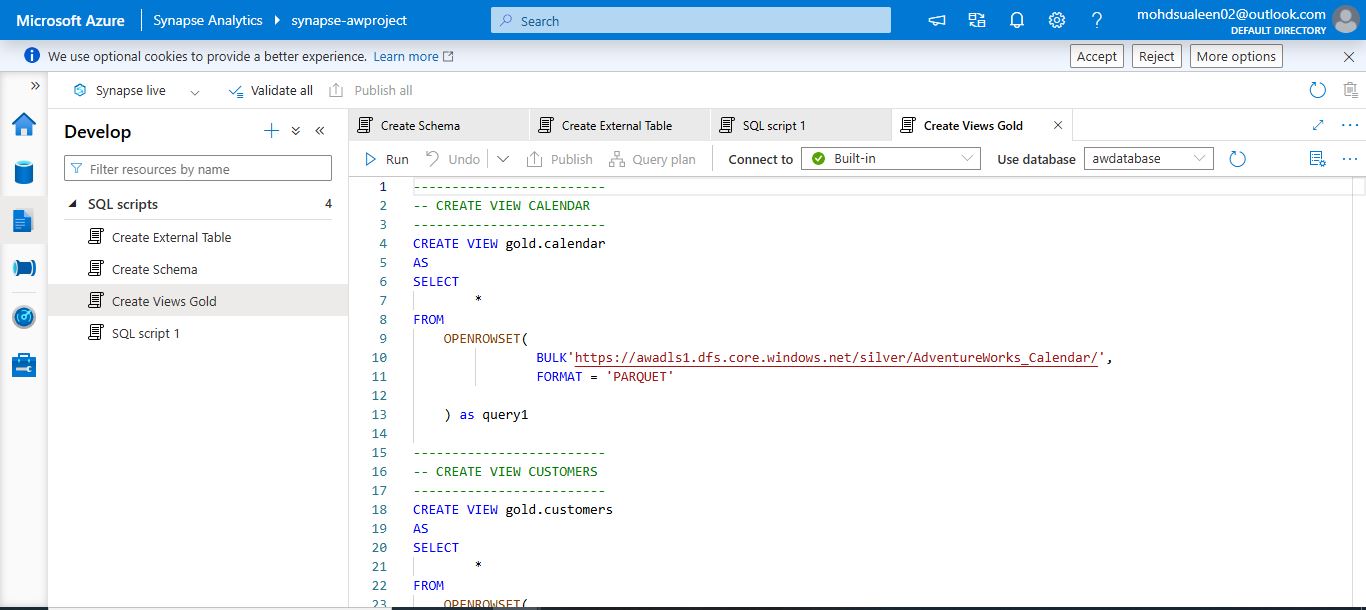 Microsoft Azure
Synapse Analytics
synapse-awproject
Search
mohdsualeen02@outlook.com
DEFAULT DIRECTORY
We use optional cookies to provide a better experience. Learn more
Accept
Reject
More options
Synapse live
Validate all
Publish all
Develop
Filter resources by name
SQL scripts 4
Create External Table
Create Schema
Create Views Gold
SQL script 1
Create Schema
Create External Table
SQL script 1
Create Views Gold
Run
Undo
Publish
Query plan
Connect to
Built-in
Use database
awdatabase
1 -------------------------
2 -- CREATE VIEW CALENDAR
3 -------------------------
4 CREATE VIEW gold.calendar
5 AS
6 SELECT
7 *
8 FROM
9 OPENROWSET(
10 BULK'https://awadls1.dfs.core.windows.net/silver/AdventureWorks_Calendar/',
11 FORMAT = 'PARQUET'
12
13 ) as query1
14
15 -------------------------
16 -- CREATE VIEW CUSTOMERS
17 -------------------------
18 CREATE VIEW gold.customers
19 AS
20 SELECT
21 *
22 FROM
23 OPENROWSET(